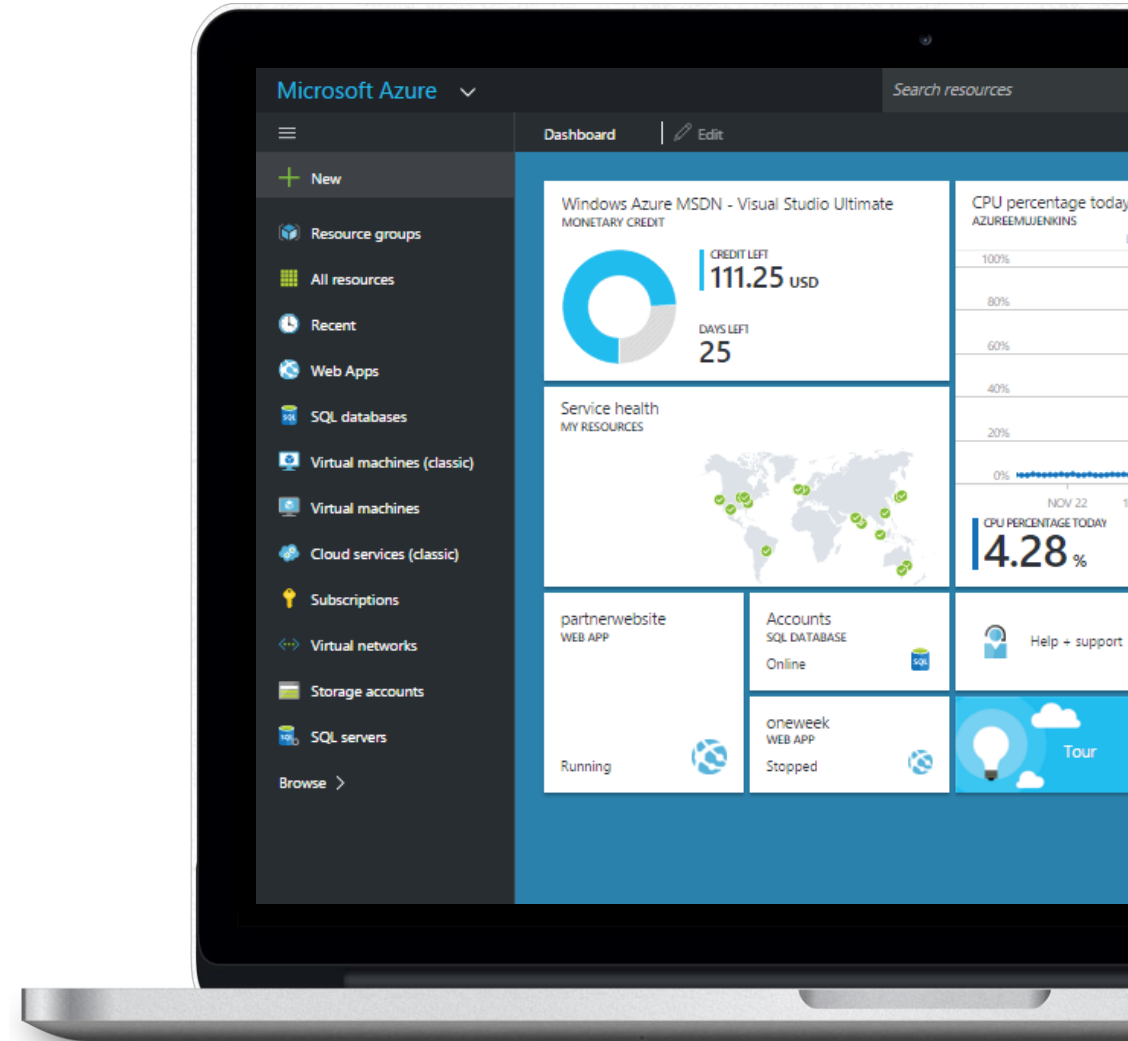 Microsoft Azure
Search resources
Dashboard
Edit
New
Resource groups
All resources
Recent
Web Apps
SQL databases
Virtual machines (classic)
Virtual machines
Cloud services (classic)
Subscriptions
Virtual networks
Storage accounts
SQL servers
Browse
Windows Azure MSDN - Visual Studio Ultimate
MONETARY CREDIT
CREDIT LEFT
111.25 USD
DAYS LEFT
25
Service health
MY RESOURCES
partnerwebsite
WEB APP
Running
Accounts
SQL DATABASE
Online
SQL
oneweek
WEB APP
Stopped
CPU percentage today
AZUREEMUJENKINS
100%
80%
60%
40%
20%
0%
NOV 22
CPU PERCENTAGE TODAY
4.28 %
Help + support
Tour